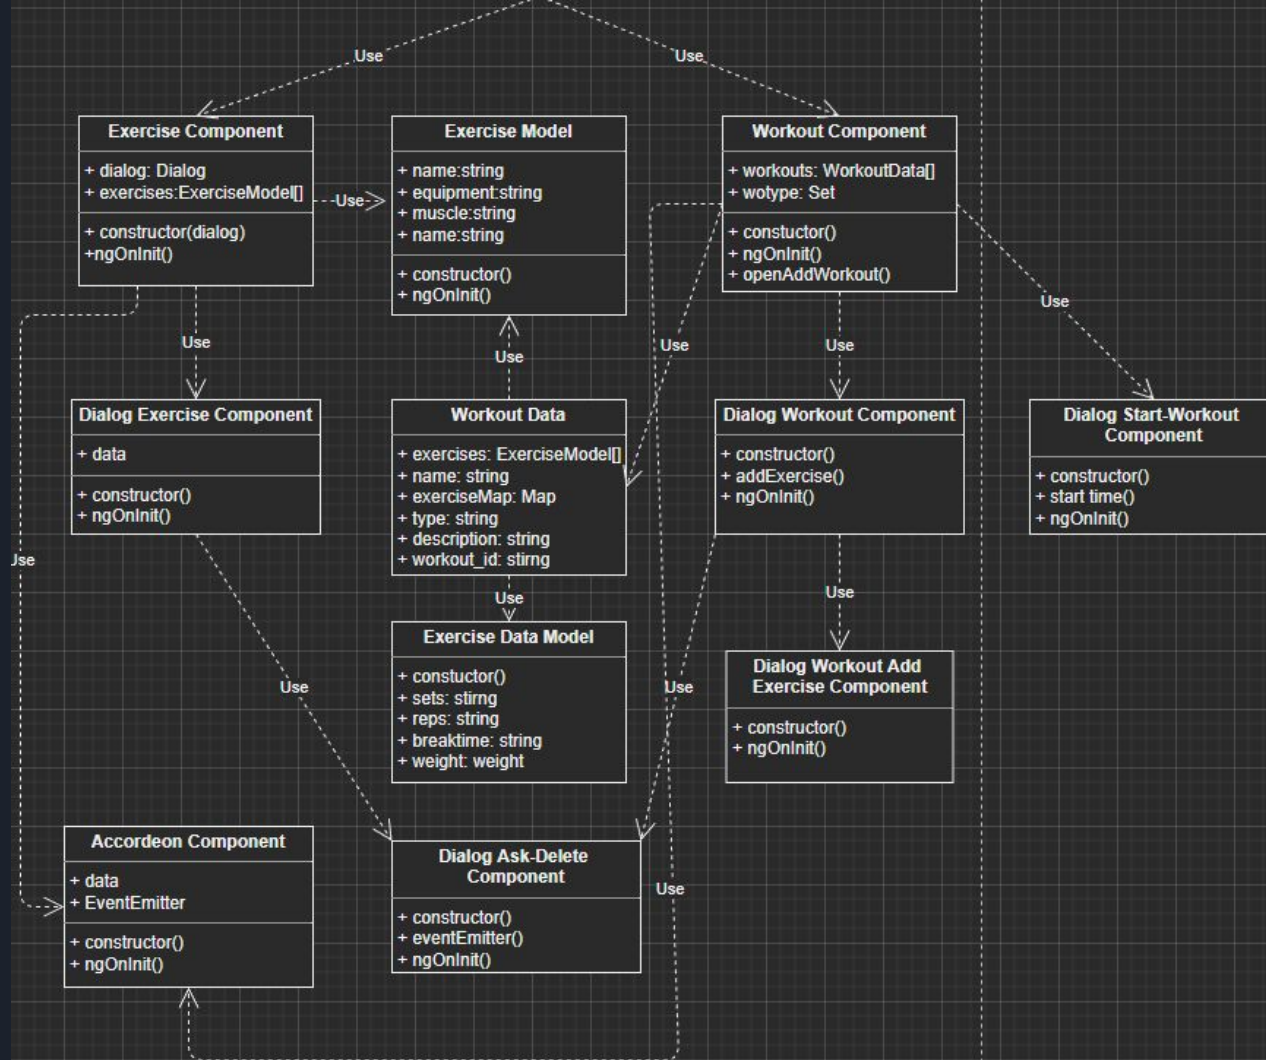 Use
Use
Exercise Component
+ dialog: Dialog
+ exercises:ExerciseModel[]
+ constructor(dialog)
+ngOnInit()
Use
Exercise Model
+ name:string
+ equipment:string
+ muscle:string
+ name:string
+ constructor()
+ ngOnInit()
Workout Component
+ workouts: WorkoutData[]
+ wotype: Set
+ constuctor()
+ ngOnInit()
+ openAddWorkout()
Use
Use
Use
Use
Use
Dialog Exercise Component
+ data
+ constructor()
+ ngOnInit()
Workout Data
+ exercises: ExerciseModel[]
+ name: string
+ exerciseMap: Map
+ type: string
+ description: string
+ workout_id: stirng
Dialog Workout Component
+ constructor()
+ addExercise()
+ ngOnInit()
Dialog Start-Workout
Component
+ constructor()
+ start time()
+ ngOnInit()
Use
Use
Use
Exercise Data Model
+ constuctor()
+ sets: stirng
+ reps: string
+ breaktime: string
+ weight: weight
Dialog Workout Add
Exercise Component
+ constructor()
+ ngOnInit()
Use
Use
Accordeon Component
+ data
+ EventEmitter
+ constructor()
+ ngOnInit()
Dialog Ask-Delete
Component
+ constructor()
+ eventEmitter()
+ ngOnInit()
Use